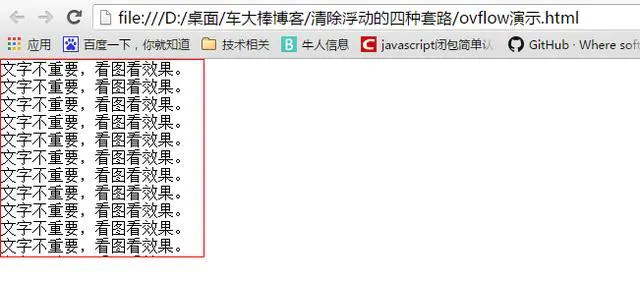 file:///D:/桌面/车大棒博客/清除浮动的四种套路/ovflow演示.html
应用 百度一下，你就知道 技术相关 牛人信息 javascript闭包简单认 GitHub · Where soft
文字不重要，看图看效果。
文字不重要，看图看效果。
文字不重要，看图看效果。
文字不重要，看图看效果。
文字不重要，看图看效果。
文字不重要，看图看效果。
文字不重要，看图看效果。
文字不重要，看图看效果。
文字不重要，看图看效果。
文字不重要，看图看效果。
文字不重要，看图看效果。